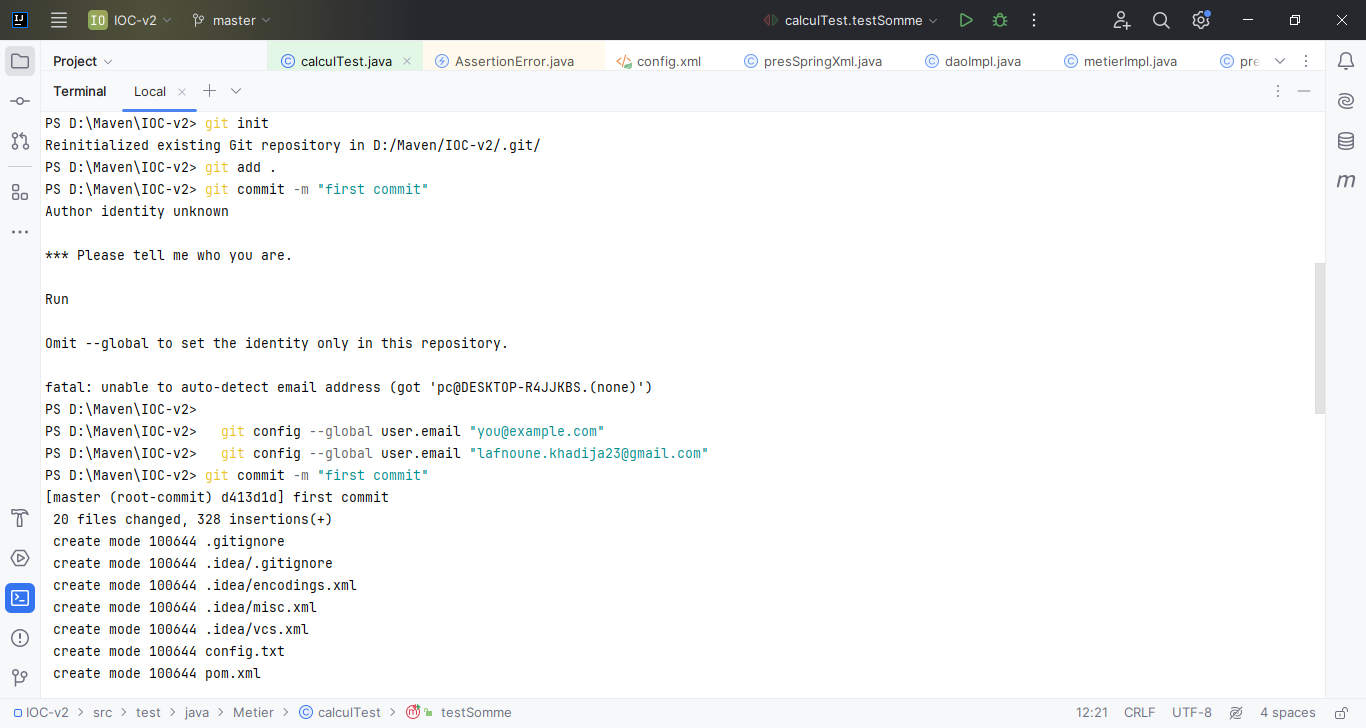 IJ
IO IOC-v2 master calculTest.testSomme
Project calculTest.java AssertionError.java config.xml presSpringXml.java daoImpl.java metierImpl.java pre
Terminal Local
PS D:\Maven\IOC-v2> git init
Reinitialized existing Git repository in D:/Maven/IOC-v2/.git/
PS D:\Maven\IOC-v2> git add .
PS D:\Maven\IOC-v2> git commit -m "first commit"
Author identity unknown
*** Please tell me who you are.
Run
Omit --global to set the identity only in this repository.
fatal: unable to auto-detect email address (got 'pc@DESKTOP-R4JJKBS.(none)')
PS D:\Maven\IOC-v2>
PS D:\Maven\IOC-v2>   git config --global user.email "you@example.com"
PS D:\Maven\IOC-v2>   git config --global user.email "lafnoune.khadija23@gmail.com"
PS D:\Maven\IOC-v2> git commit -m "first commit"
[master (root-commit) d413d1d] first commit
 20 files changed, 328 insertions(+)
 create mode 100644 .gitignore
 create mode 100644 .idea/.gitignore
 create mode 100644 .idea/encodings.xml
 create mode 100644 .idea/misc.xml
 create mode 100644 .idea/vcs.xml
 create mode 100644 config.txt
 create mode 100644 pom.xml
IOC-v2 > src > test > java > Metier > calculTest > testSomme 12:21 CRLF UTF-8 4 spaces